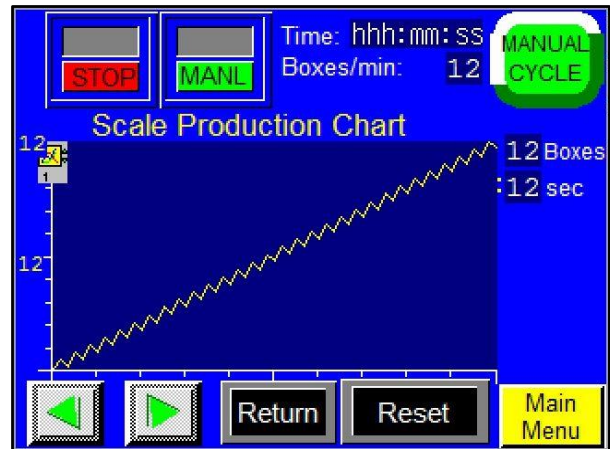 Time: hhh:mm:ss
STOP MANL Boxes/min: 12
MANUAL CYCLE
Scale Production Chart
12
1
12 Boxes
:12 sec
12
Return Reset
Main Menu